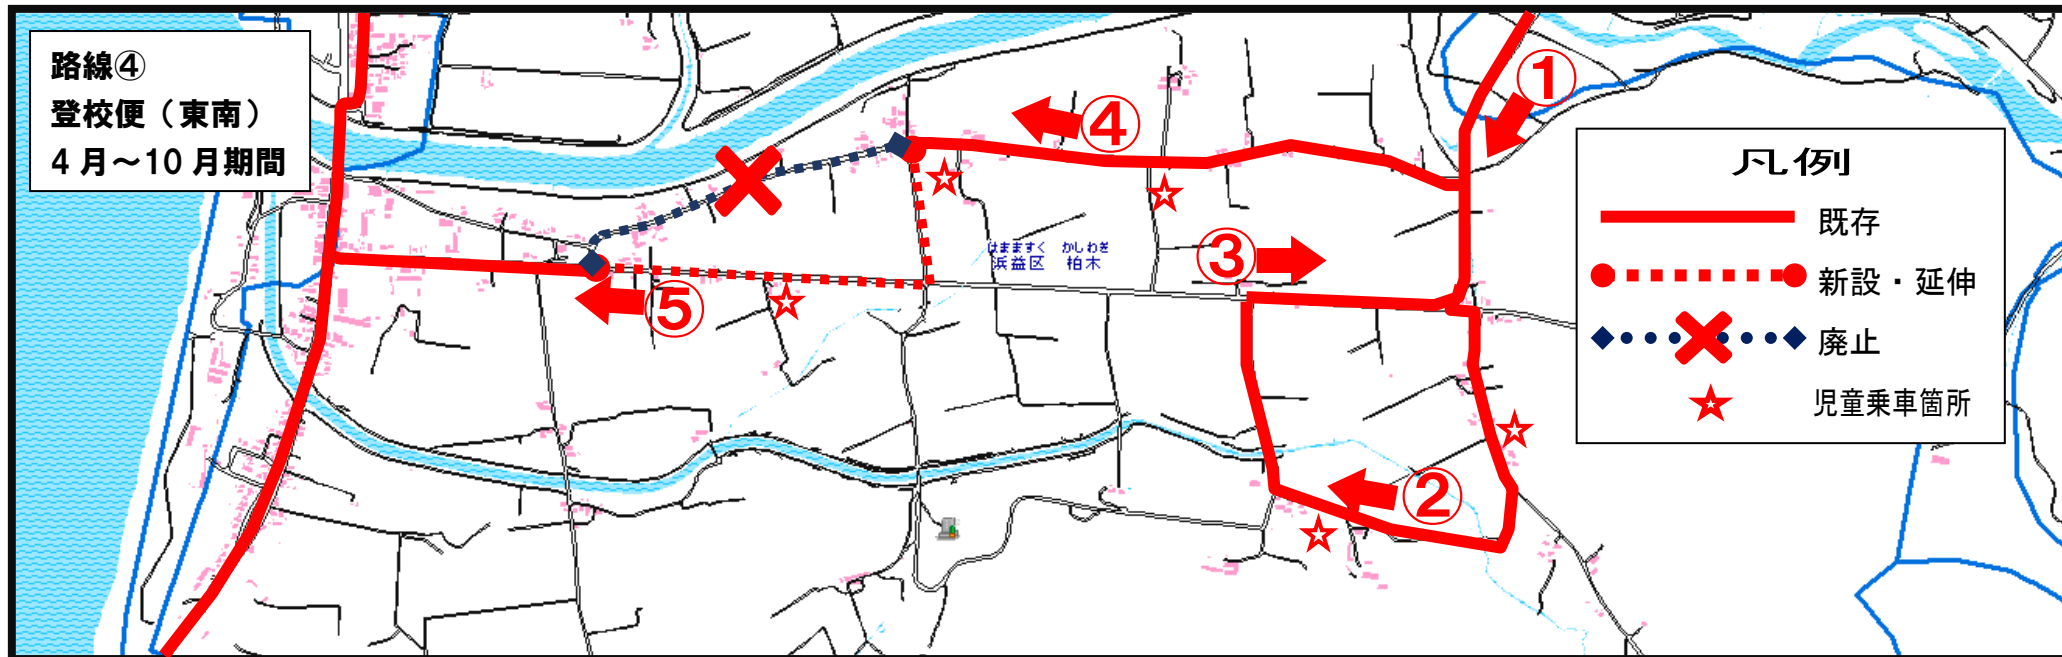 路線④
登校便（東南）
4月～10月期間
①
④
③
はまますく かしわぎ
浜益区 柏木
⑤
②
凡例
既存
新設・延伸
廃止
児童乗車箇所